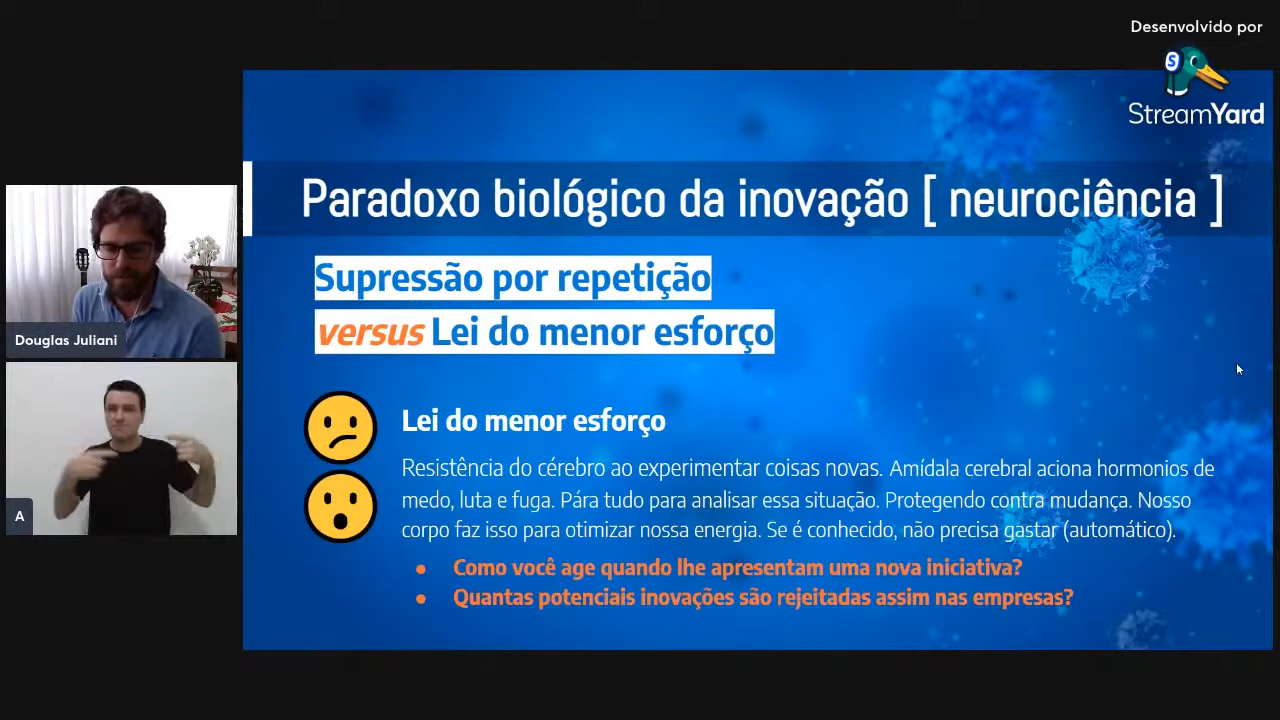 Desenvolvido por
StreamYard
Paradoxo biológico da inovação [ neurociência ]
Supressão por repetição
versus Lei do menor esforço
Lei do menor esforço
Resistência do cérebro ao experimentar coisas novas. Amídala cerebral aciona hormonios de
medo, luta e fuga. Pára tudo para analisar essa situação. Protegendo contra mudança. Nosso
corpo faz isso para otimizar nossa energia. Se é conhecido, não precisa gastar (automático).
● Como você age quando lhe apresentam uma nova iniciativa?
● Quantas potenciais inovações são rejeitadas assim nas empresas?
Douglas Juliani
A